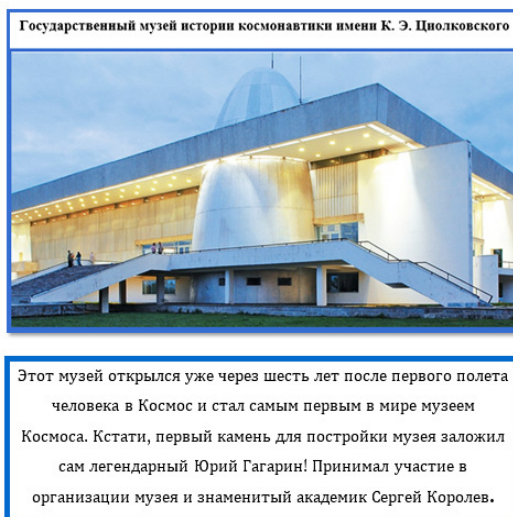 Государственный музей истории космонавтики имени К. Э. Циолковского
Этот музей открылся уже через шесть лет после первого полета
человека в Космос и стал самым первым в мире музеем
Космоса. Кстати, первый камень для постройки музея заложил
сам легендарный Юрий Гагарин! Принимал участие в
организации музея и знаменитый академик Сергей Королев.